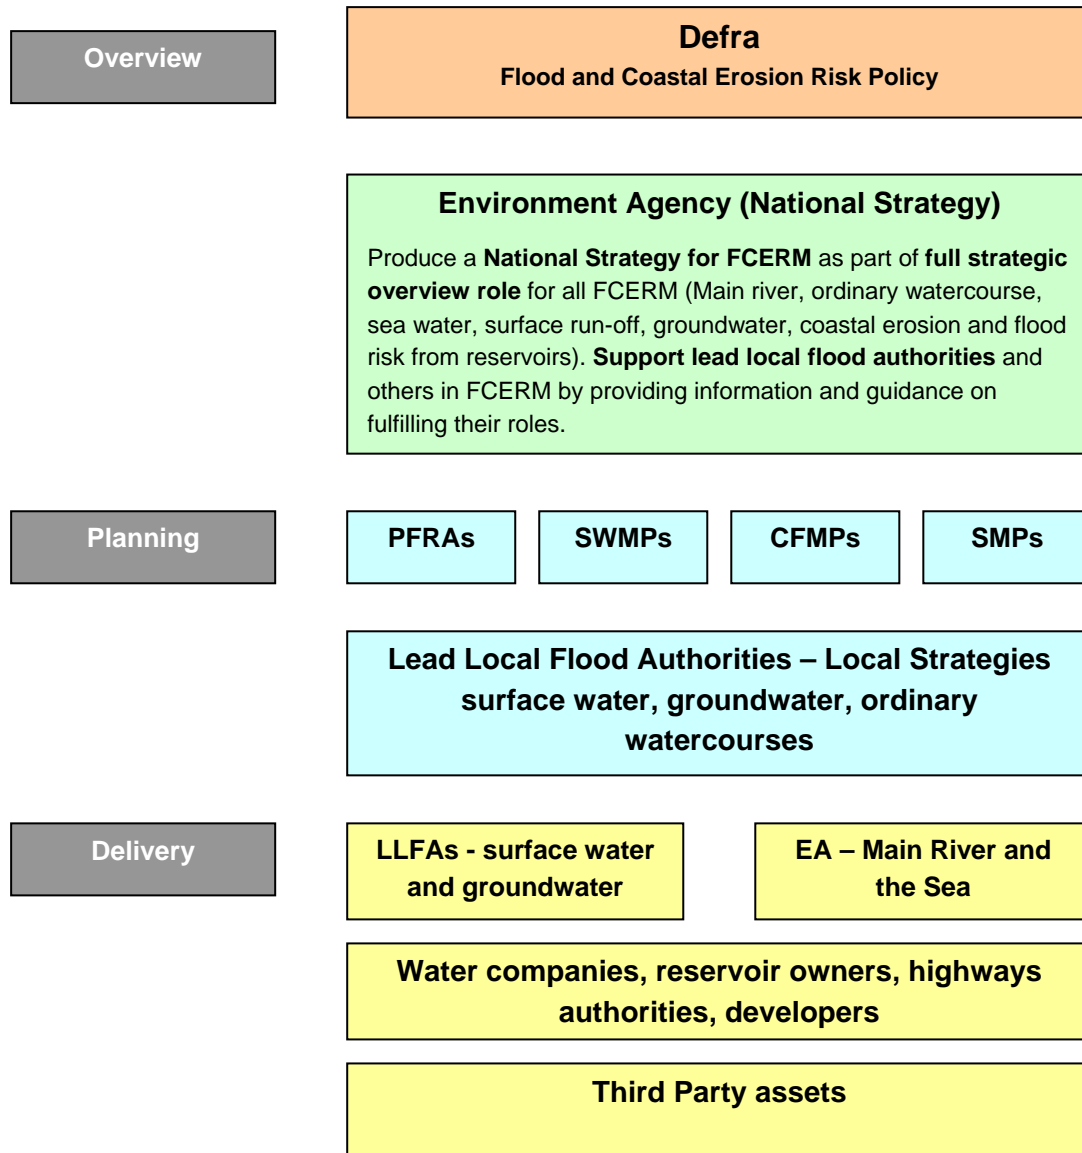 Overview
Defra
Flood and Coastal Erosion Risk Policy
Environment Agency (National Strategy)
Produce a National Strategy for FCERM as part of full strategic
overview role for all FCERM (Main river, ordinary watercourse,
sea water, surface run-off, groundwater, coastal erosion and flood
risk from reservoirs). Support lead local flood authorities and
others in FCERM by providing information and guidance on
fulfilling their roles.
Planning
PFRAs
SWMPs
CFMPs
SMPs
Lead Local Flood Authorities – Local Strategies
surface water, groundwater, ordinary
watercourses
Delivery
LLFAs - surface water
and groundwater
EA – Main River and
the Sea
Water companies, reservoir owners, highways
authorities, developers
Third Party assets